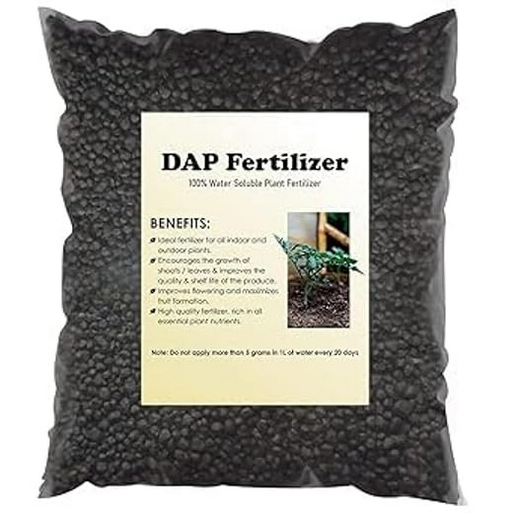 DAP Fertilizer
100% Water Soluble Plant Fertilizer
BENEFITS:
Ideal fertilizer for all indoor and
outdoor plants.
Encourages the growth of
shoots / leaves & improves the
quality & shelf life of the produce.
Improves flowering and maximizes
fruit formation.
High quality fertilizer, rich in all
essential plant nutrients.
Note: Do not apply more than 5 grams in 1L of water every 20 days